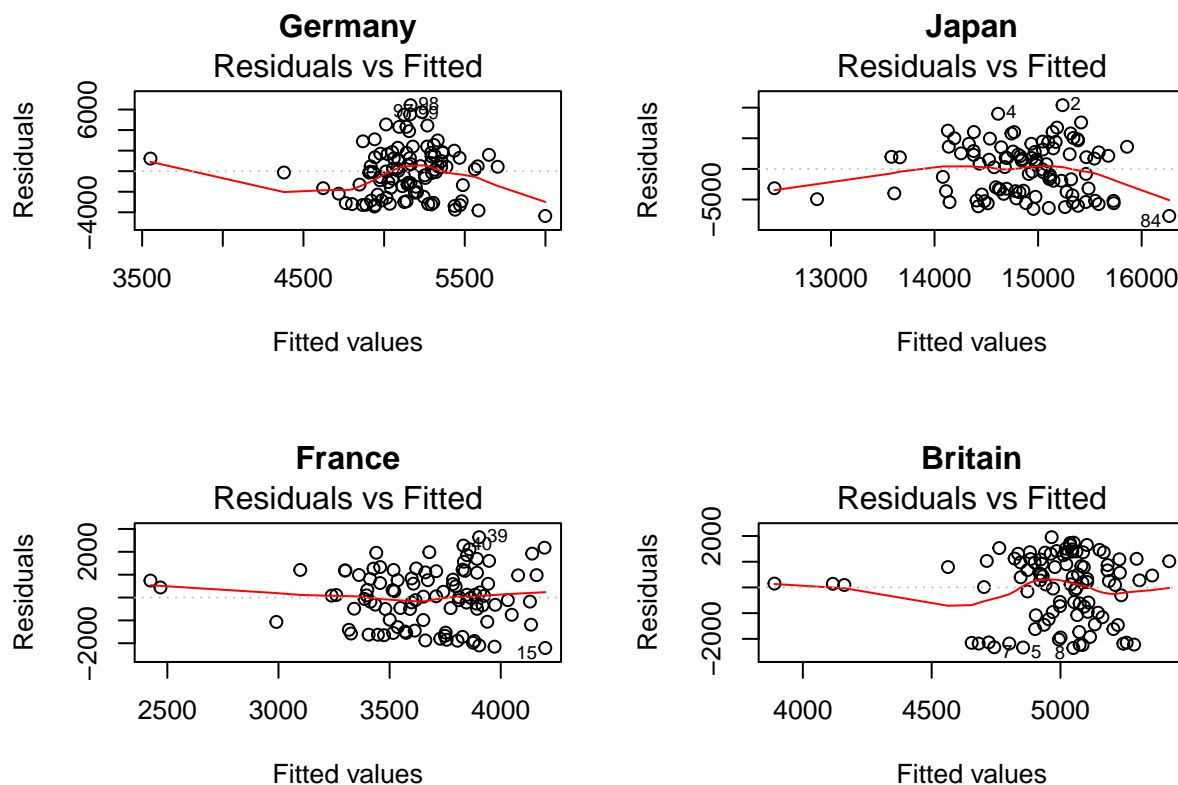 Germany
Residuals vs Fitted
Residuals
6000
−4000
98
99
3500
4500
5500
Fitted values
Japan
Residuals vs Fitted
Residuals
−5000
4
2
84
13000
14000
15000
16000
Fitted values
France
Residuals vs Fitted
Residuals
2000
−2000
39
40
15
2500
3000
3500
4000
Fitted values
Britain
Residuals vs Fitted
Residuals
2000
−2000
7
5
8
4000
4500
5000
Fitted values